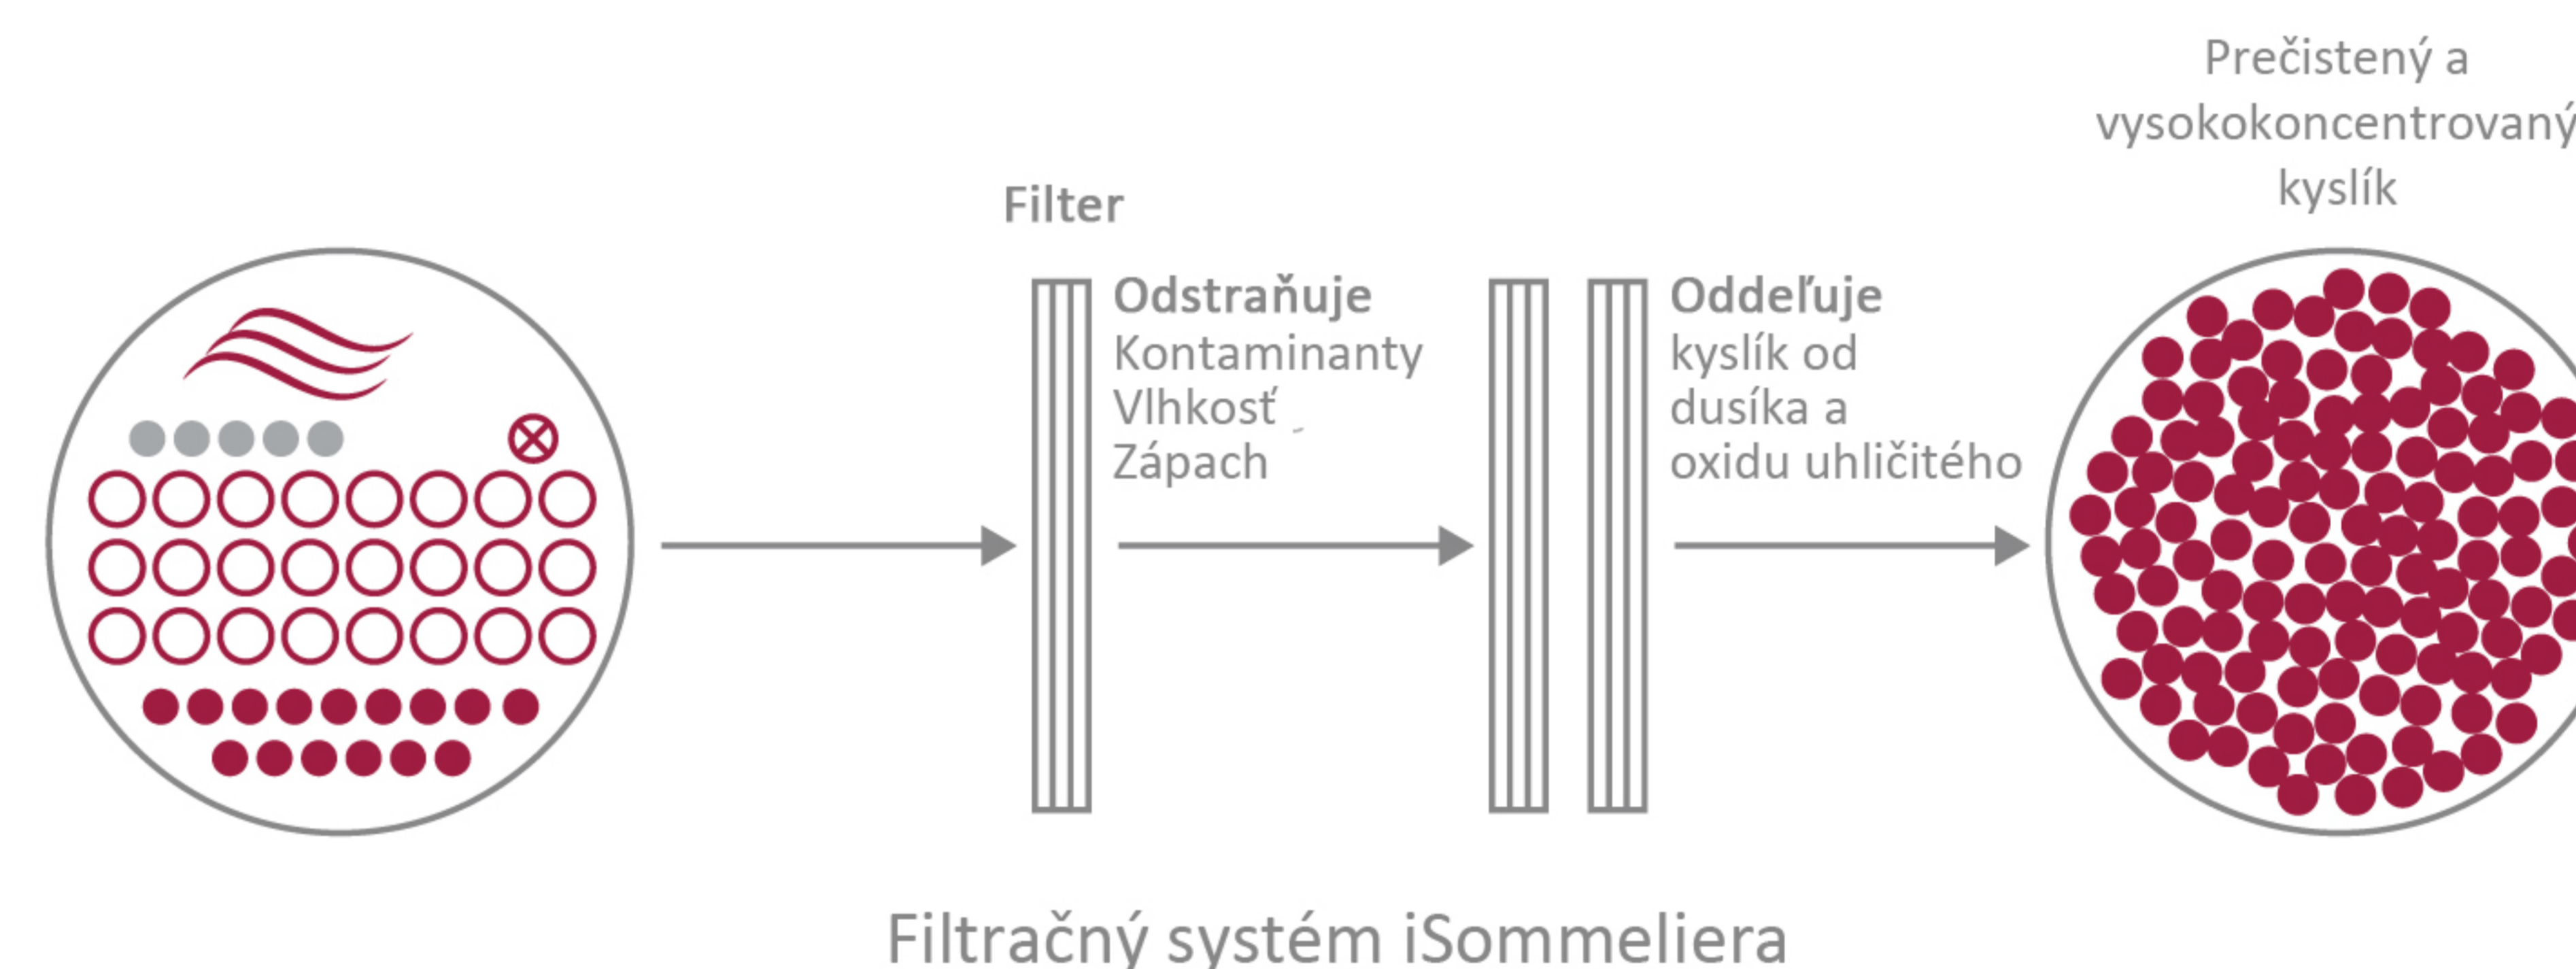 Prečistený a
vysokokoncentrovaný
kyslík
Filter
Odstraňuje
Kontaminanty
Vlhkosť
Zápach
Oddeľuje
kyslík od
dusíka a
oxidu uhličitého
Filtračný systém iSommeliera